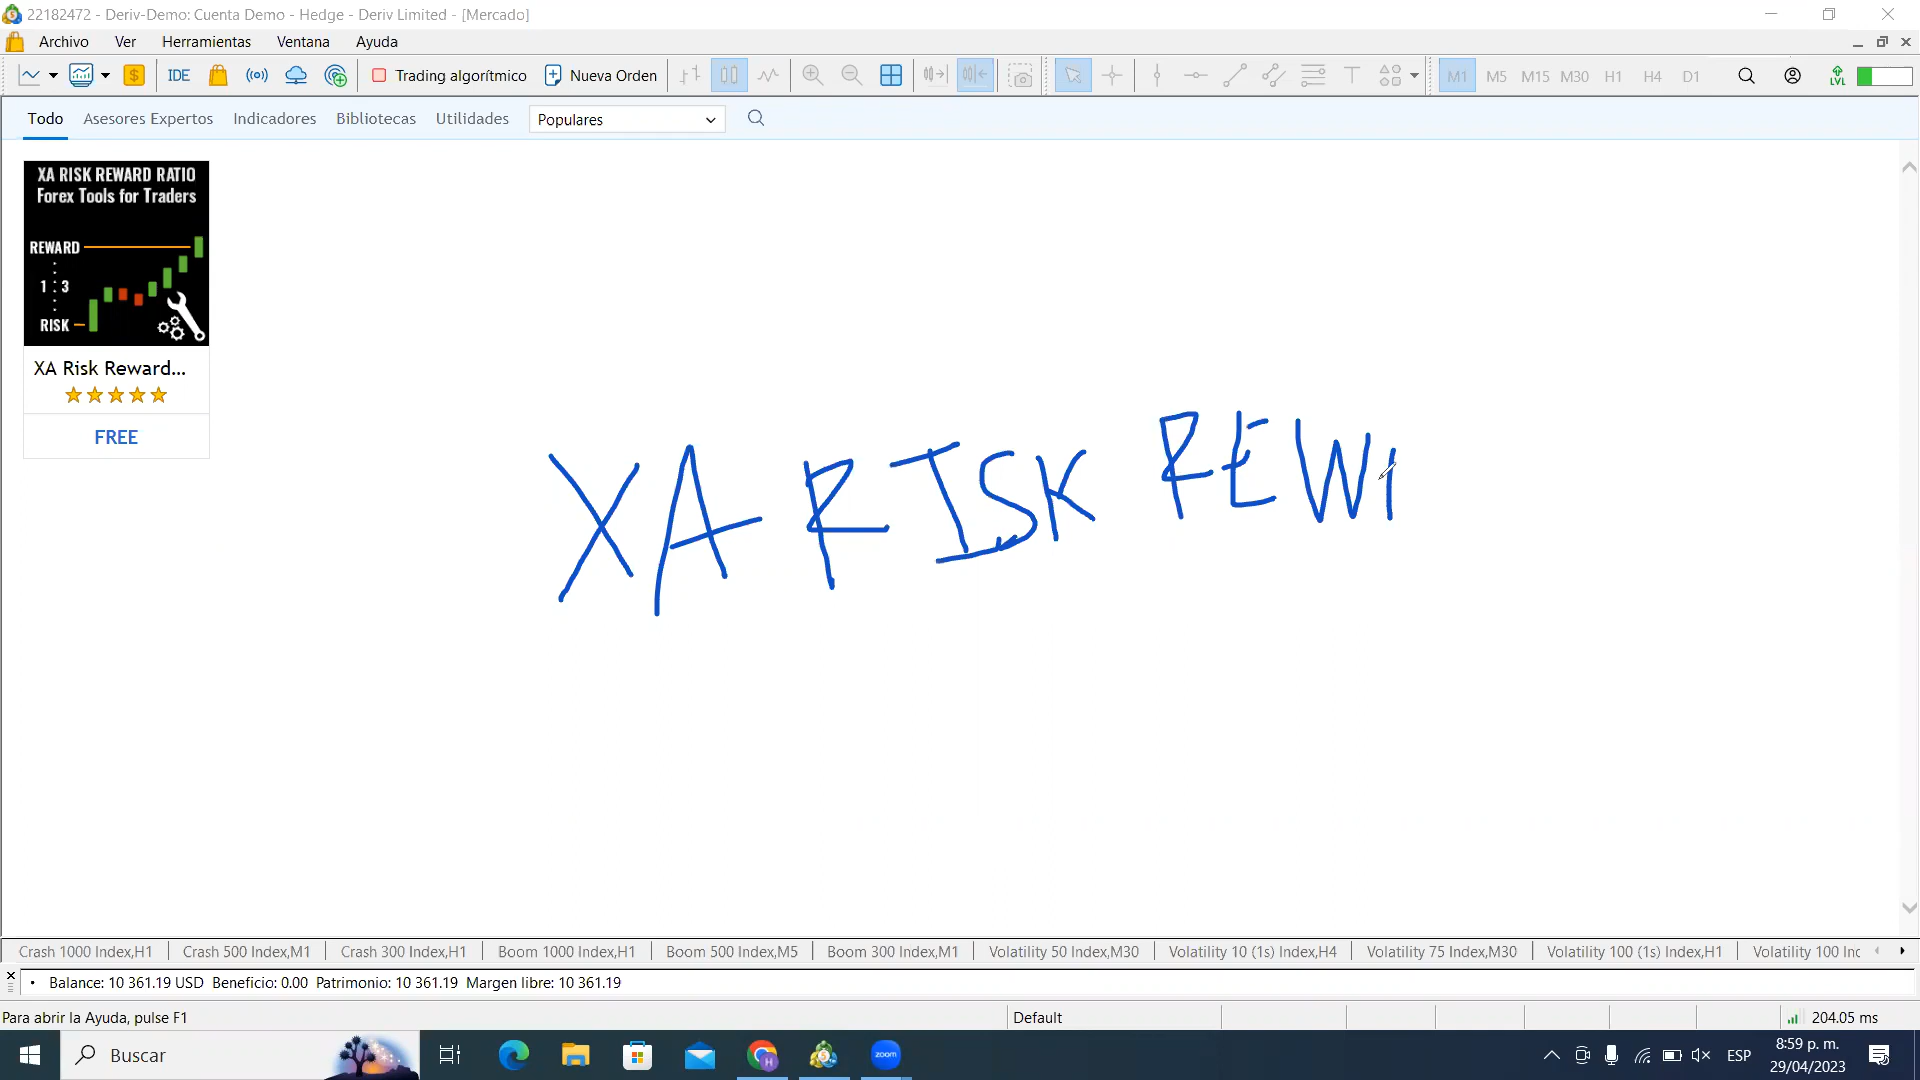 22182472 - Deriv-Demo: Cuenta Demo - Hedge - Deriv Limited - [Mercado]
Archivo Ver Herramientas Ventana Ayuda
IDE Trading algorítmico Nueva Orden M1 M5 M15 M30 H1 H4 D1 LVL
Todo Asesores Expertos Indicadores Bibliotecas Utilidades Populares
XA RISK REWARD RATIO
Forex Tools for Traders
REWARD
1 : 3
RISK
XA Risk Reward...
FREE
XA RISK REW
Crash 1000 Index,H1 Crash 500 Index,M1 Crash 300 Index,H1 Boom 1000 Index,H1 Boom 500 Index,M5 Boom 300 Index,M1 Volatility 50 Index,M30 Volatility 10 (1s) Index,H4 Volatility 75 Index,M30 Volatility 100 (1s) Index,H1 Volatility 100 Inc
Balance: 10 361.19 USD Beneficio: 0.00 Patrimonio: 10 361.19 Margen libre: 10 361.19
Para abrir la Ayuda, pulse F1 Default 204.05 ms
Buscar zoom ESP 8:59 p. m.
29/04/2023